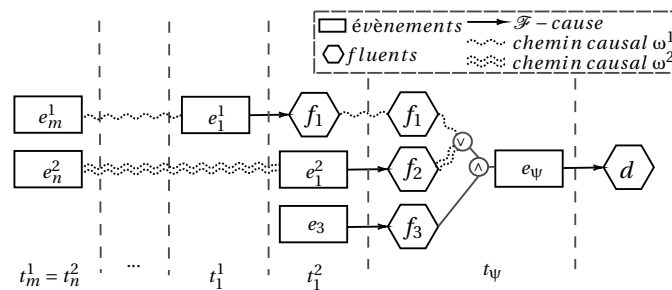 évènements ℱ – cause
fluents chemin causal ω¹
chemin causal ω²
e¹ₘ e¹₁ f₁ f₁
∨
e²ₙ e²₁ f₂ ∧ e_ψ d
e₃ f₃
t¹ₘ = t²ₙ ... t¹₁ t²₁ t_ψ